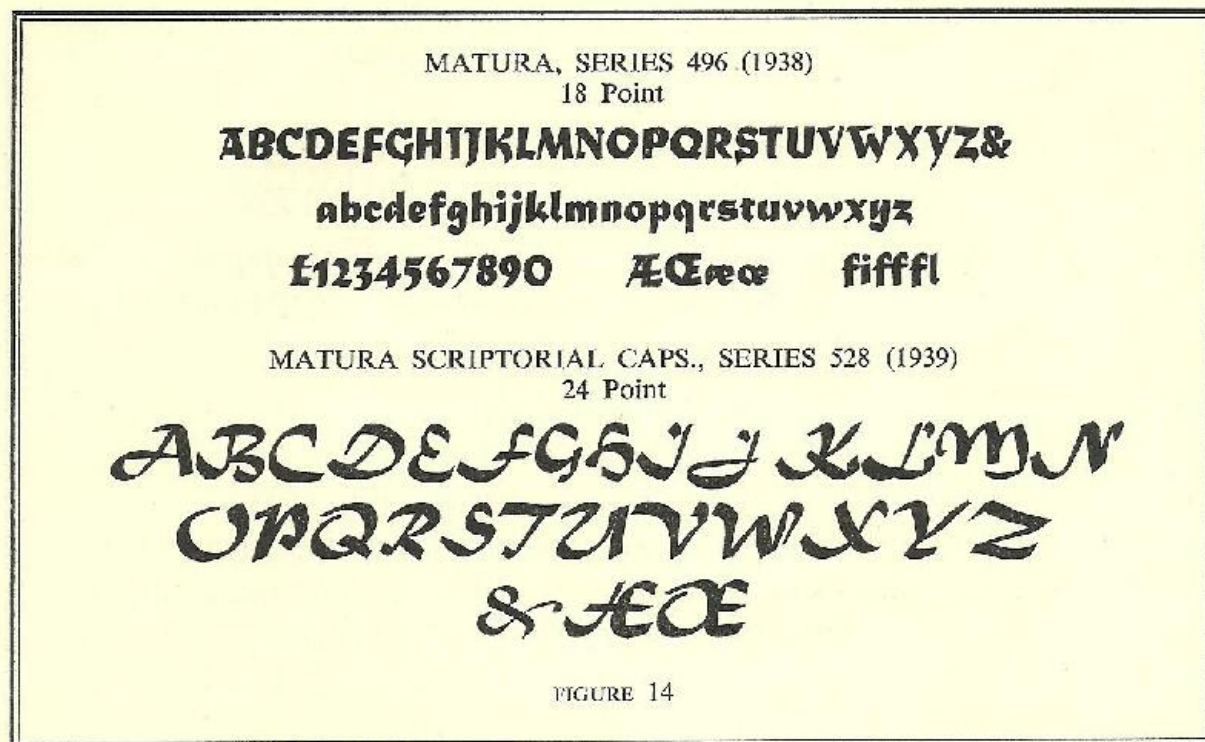 MATURA, SERIES 496 (1938)
18 Point
ABCDEFGHIJKLMNOPQRSTUVWXYZ&
abcdefghijklmnopqrstuvwxyz
£1234567890 ÆŒæœ fifffl
MATURA SCRIPTORIAL CAPS., SERIES 528 (1939)
24 Point
ABCDEFGHIJKLMN
OPQRSTUVWXYZ
& ÆŒ
FIGURE 14